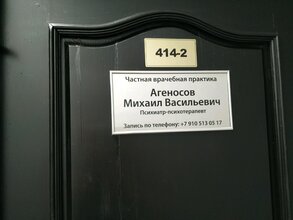 414-2
Частная врачебная практика
Агеносов
Михаил Васильевич
Психиатр-психотерапевт
Запись по телефону: +7 910 513 05 17